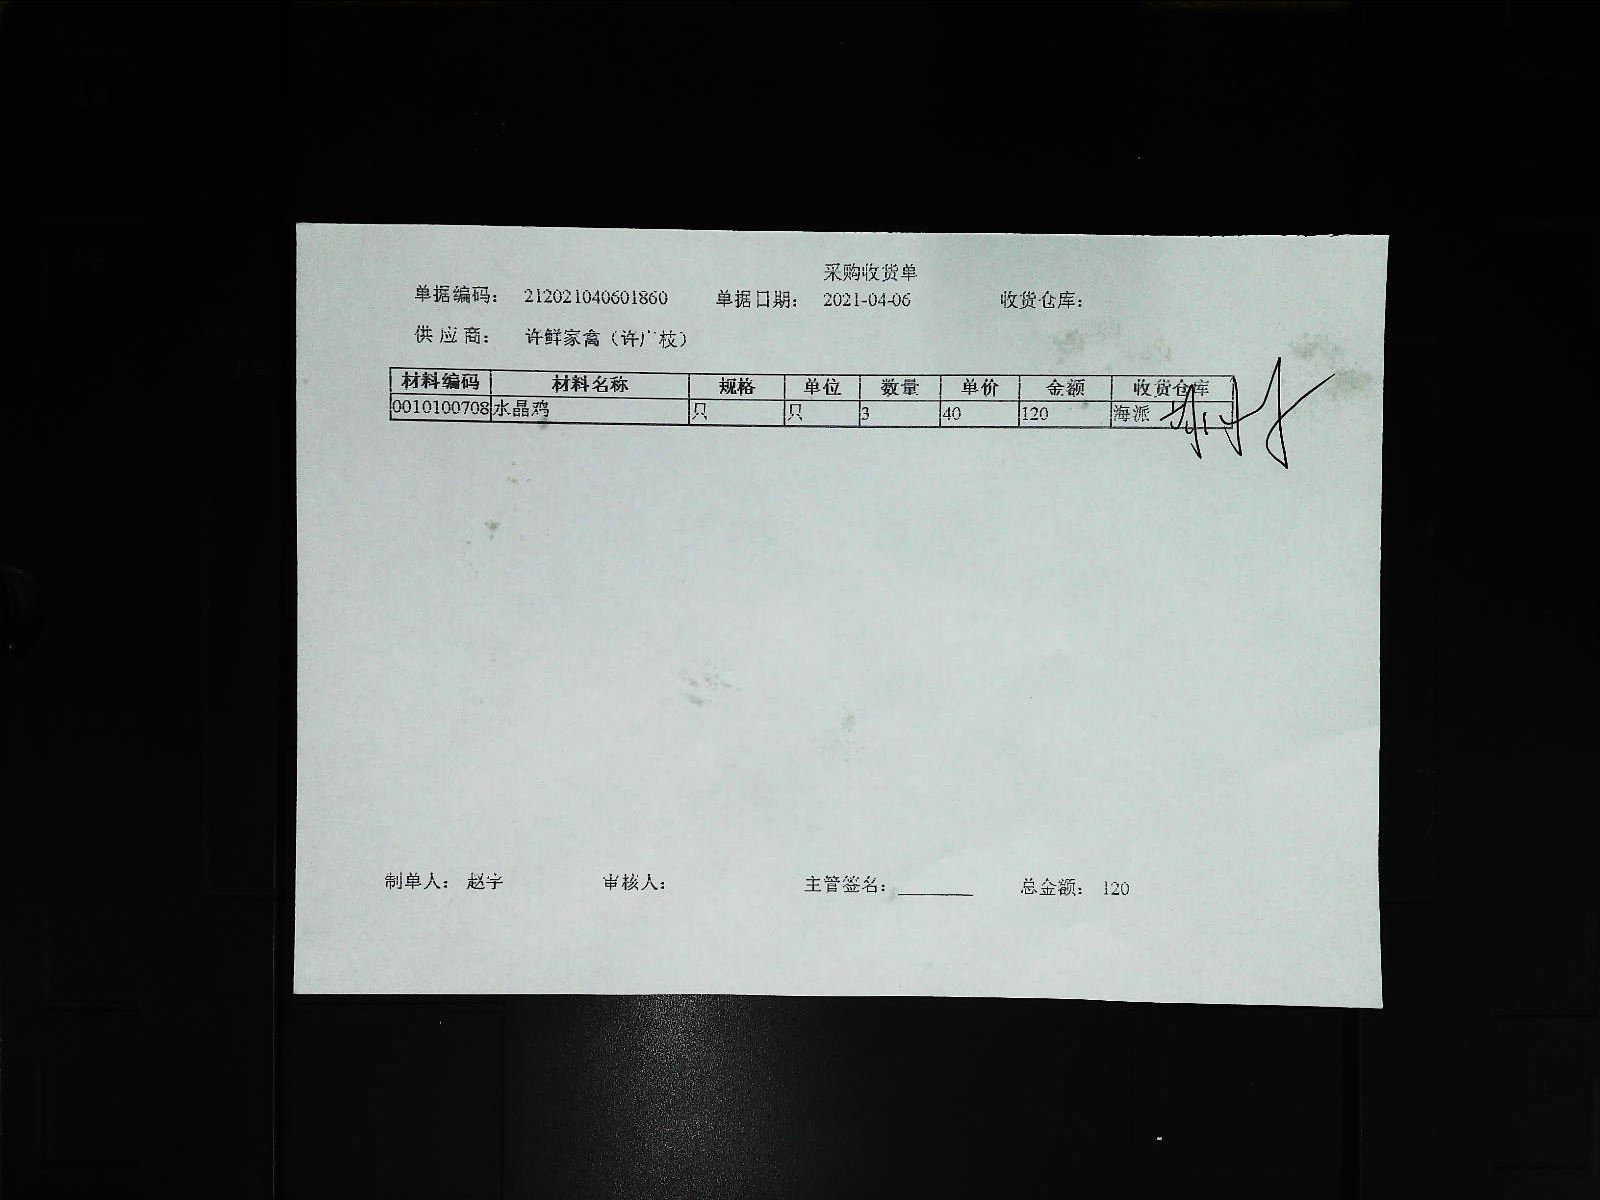 采购收货单
单据编码： 212021040601860 单据日期： 2021-04-06 收货仓库：
供应商： 许鲜家禽（许广枝）
材料编码 材料名称 规格 单位 数量 单价 金额 收货仓库
0010100708 水晶鸡 只 只 3 40 120 海派
制单人： 赵宇 审核人： 主管签名： 总金额： 120